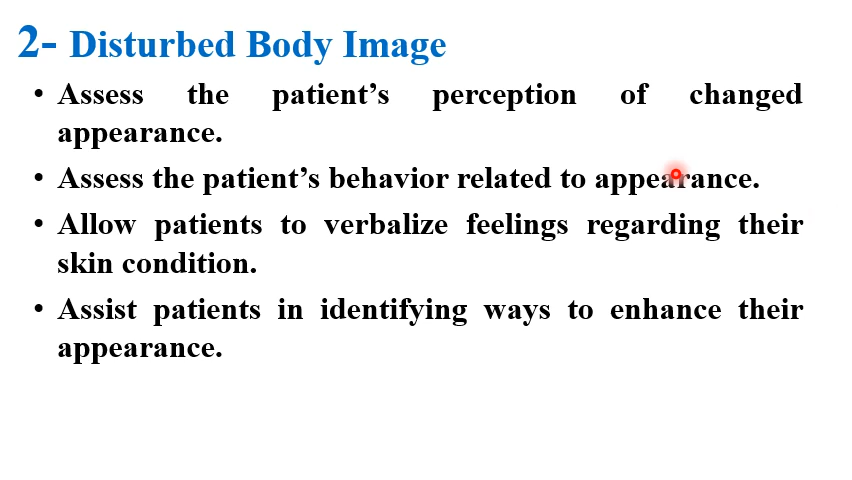 2- Disturbed Body Image
• Assess the patient’s perception of changed
appearance.
• Assess the patient’s behavior related to appearance.
• Allow patients to verbalize feelings regarding their
skin condition.
• Assist patients in identifying ways to enhance their
appearance.